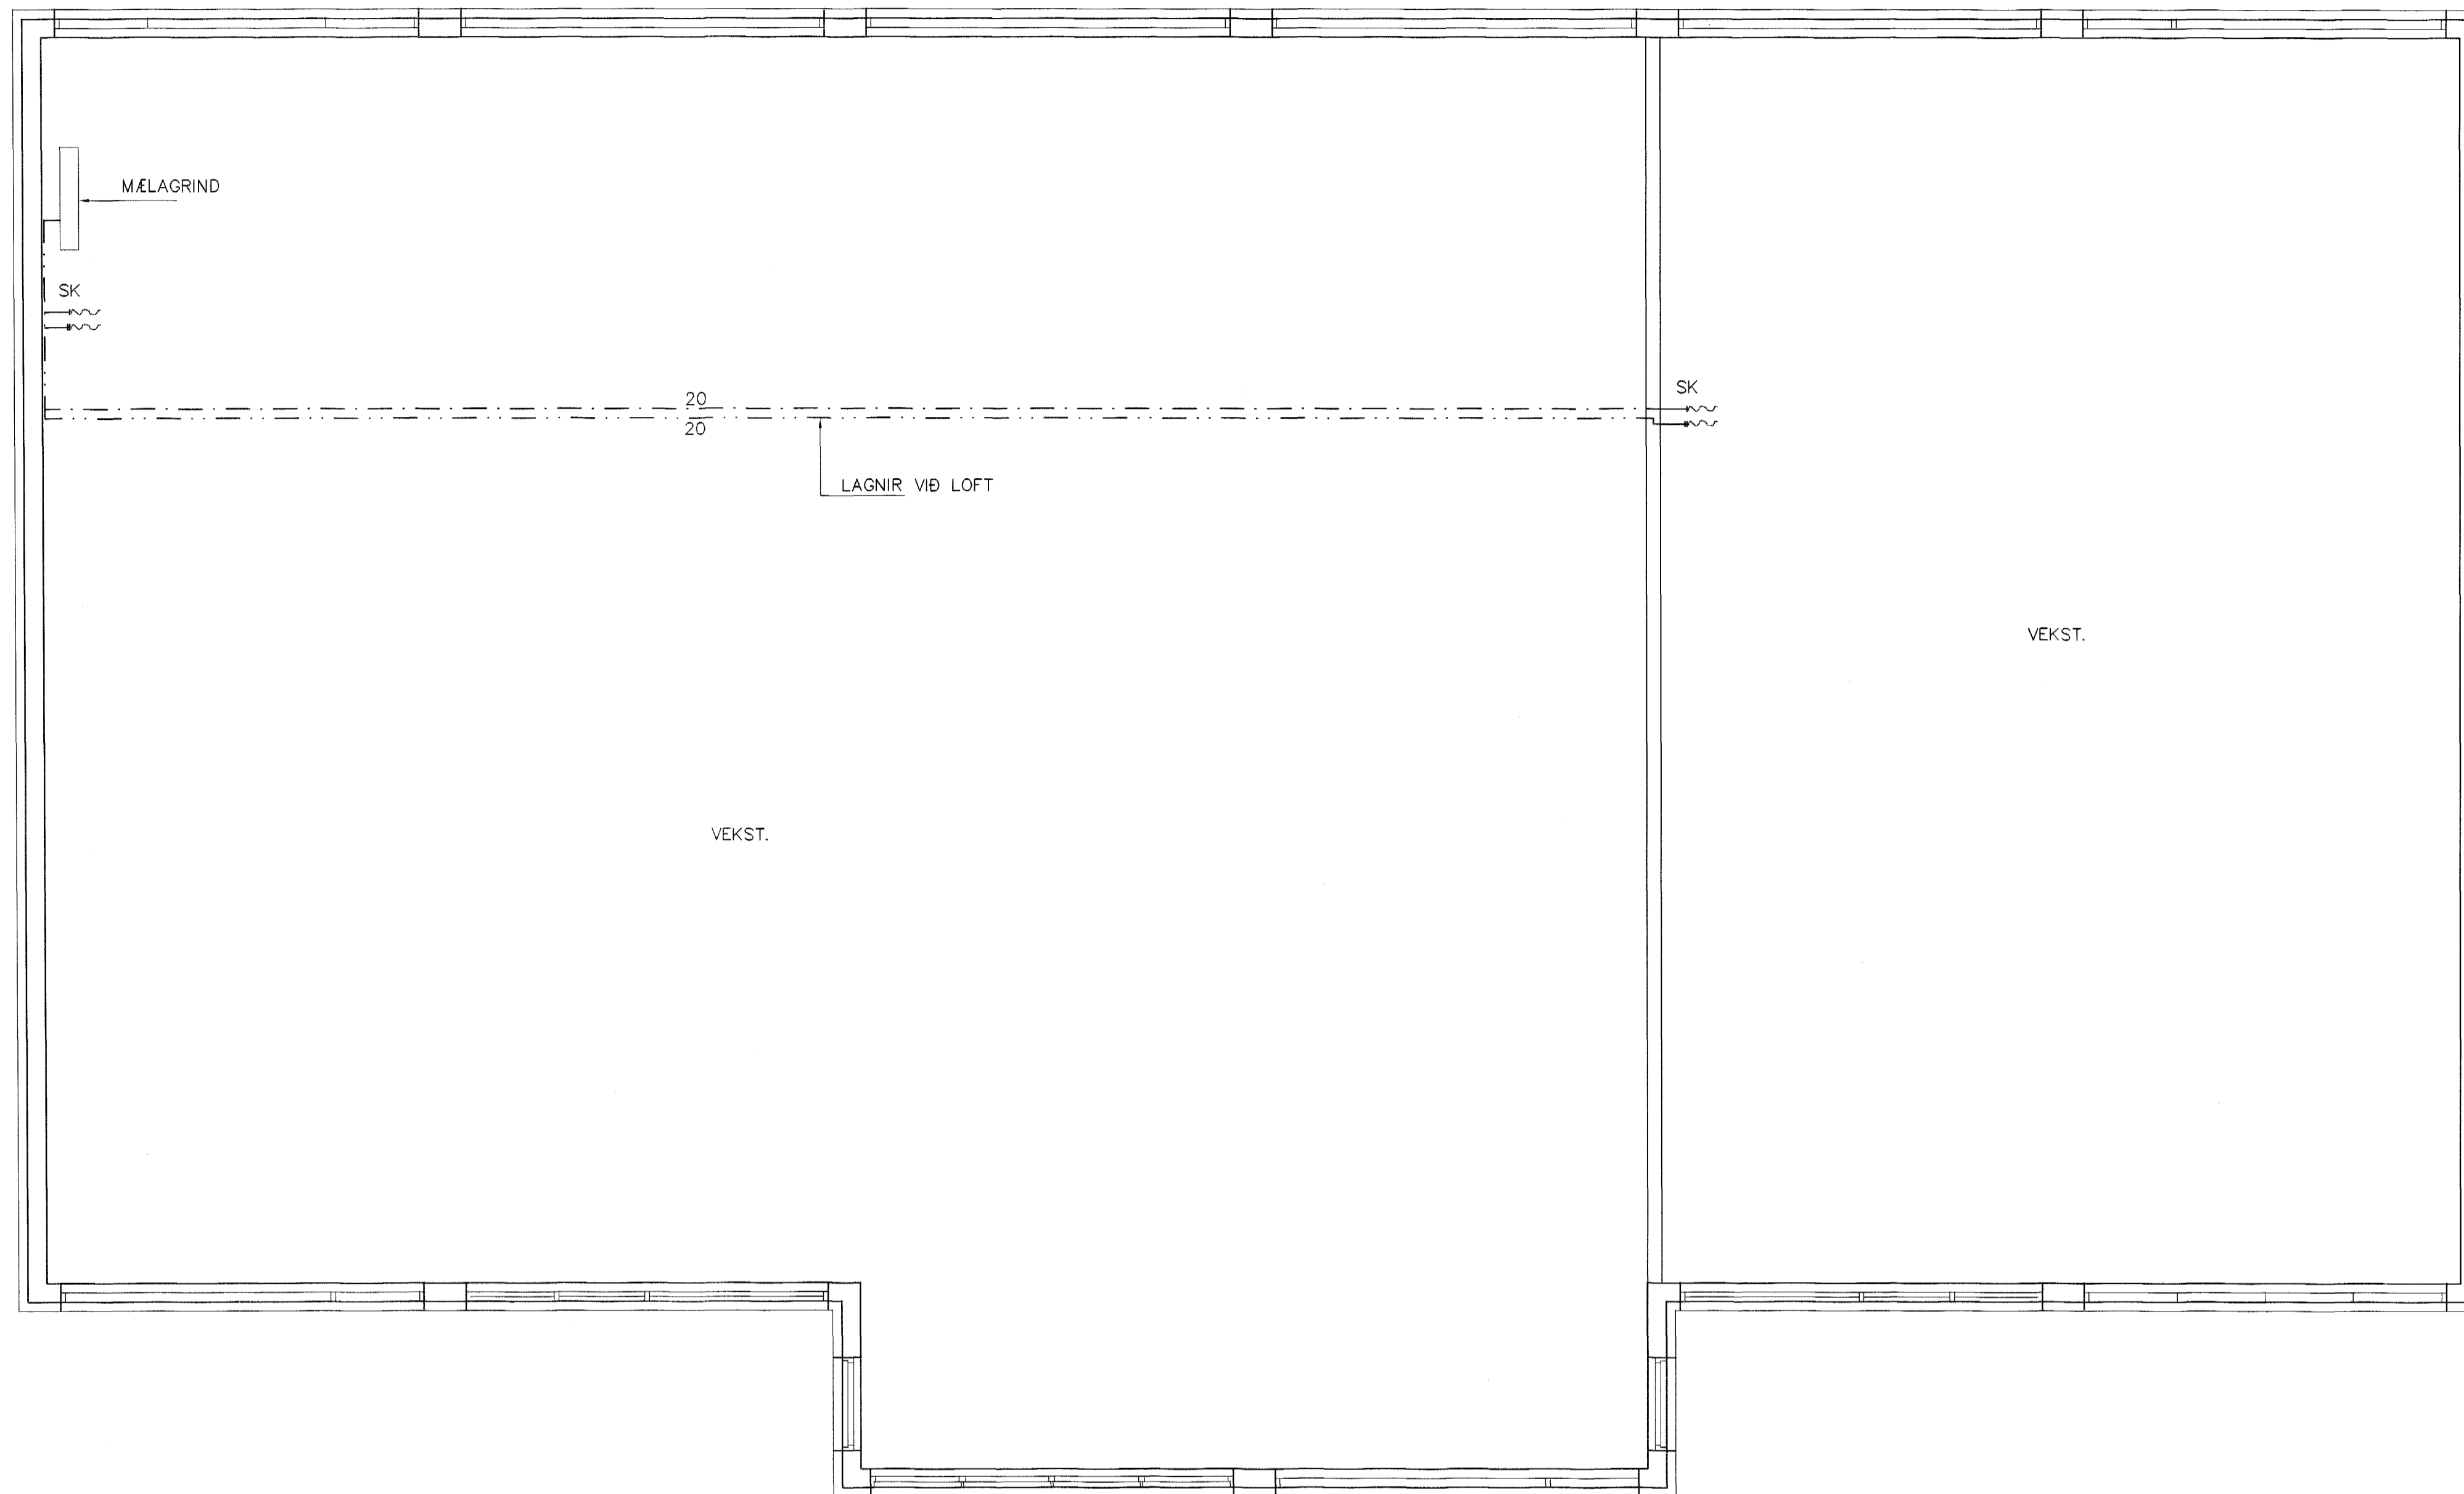 MÆLAGRIND
SK
20
20
SK
LAGNIR VIÐ LOFT
VEKST.
VEKST.